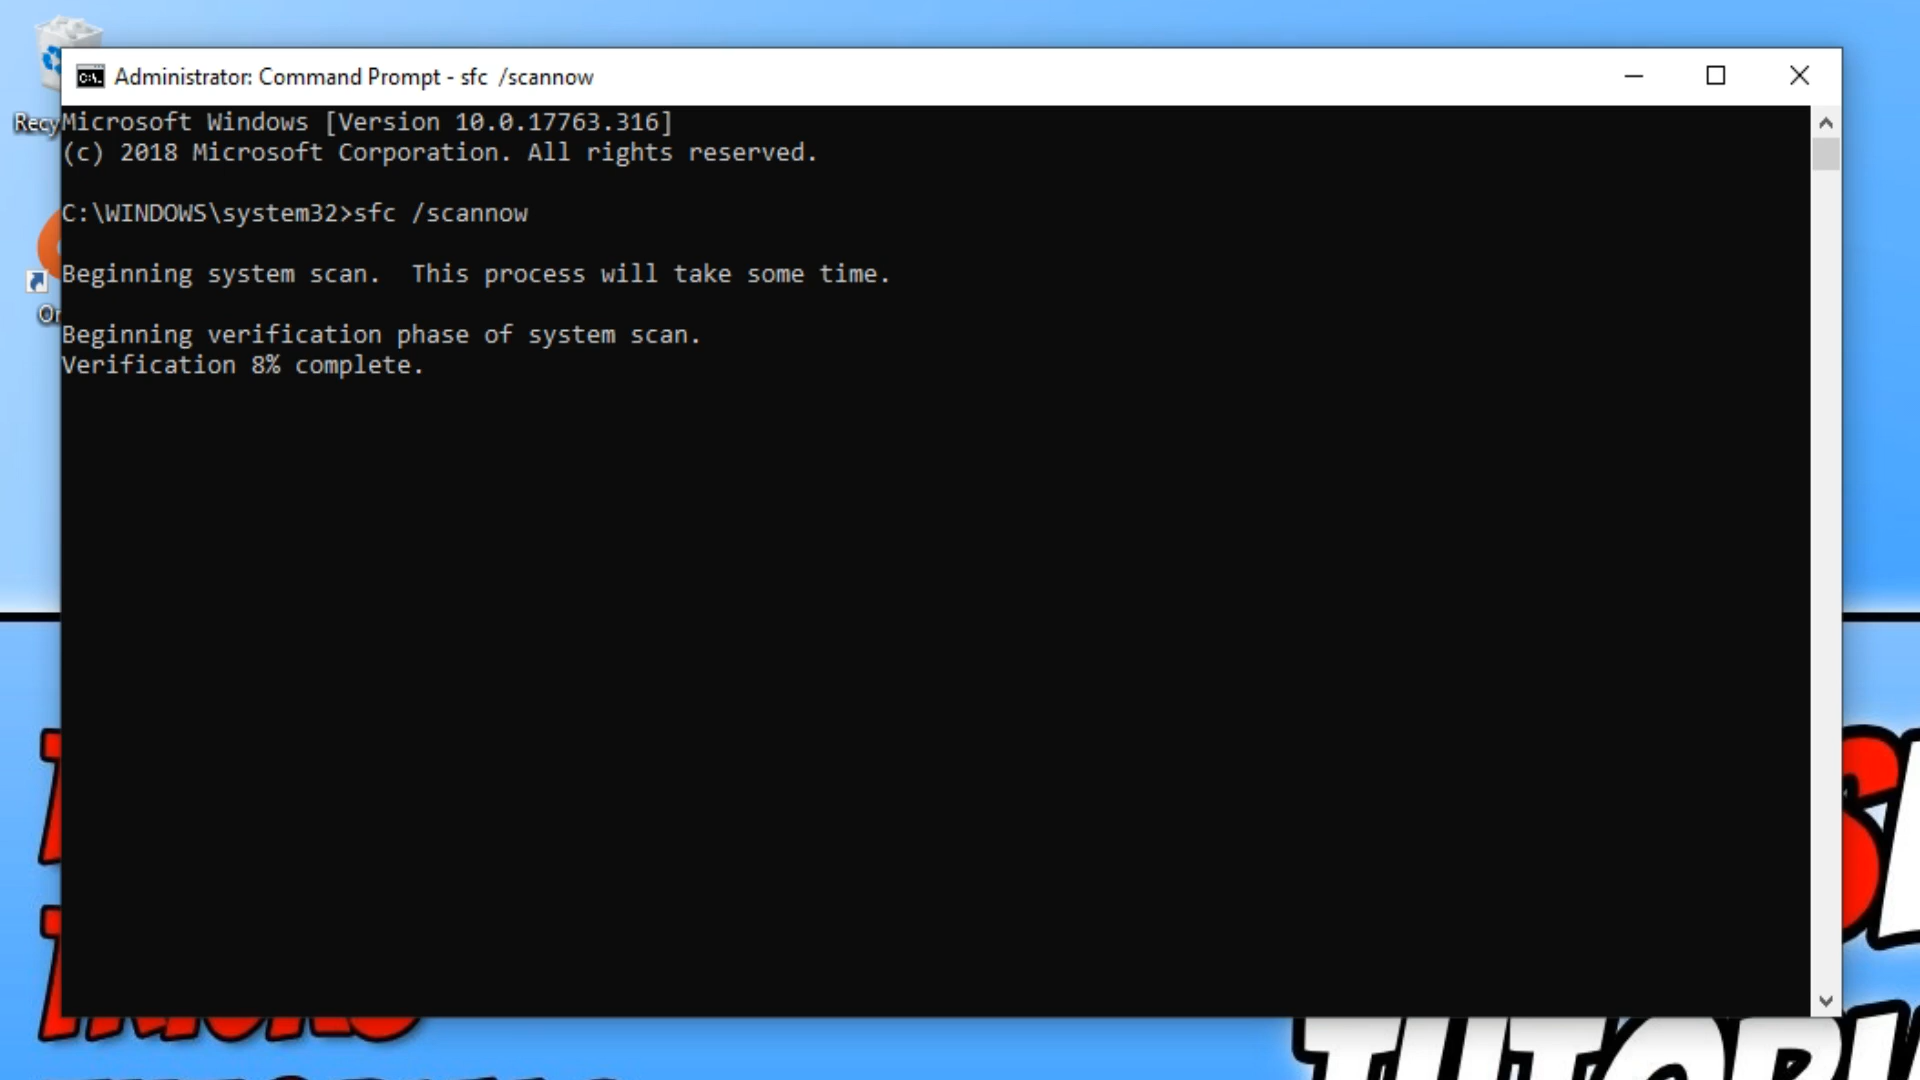 Administrator: Command Prompt - sfc  /scannow
Microsoft Windows [Version 10.0.17763.316]
(c) 2018 Microsoft Corporation. All rights reserved.
C:\WINDOWS\system32>sfc /scannow
Beginning system scan.  This process will take some time.
Beginning verification phase of system scan.
Verification 8% complete.